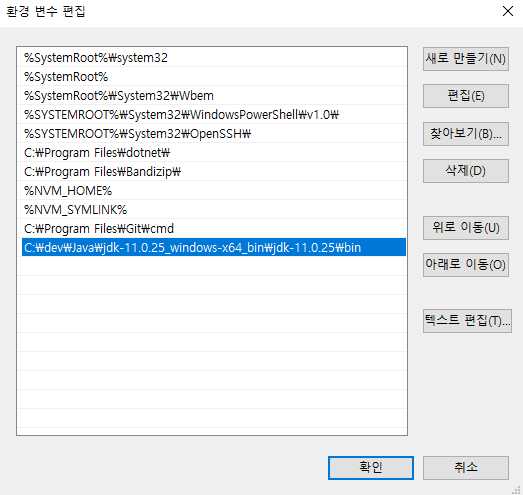 환경 변수 편집
%SystemRoot%₩system32
%SystemRoot%
%SystemRoot%₩System32₩Wbem
%SYSTEMROOT%₩System32₩WindowsPowerShell₩v1.0₩
%SYSTEMROOT%₩System32₩OpenSSH₩
C:₩Program Files₩dotnet₩
C:₩Program Files₩Bandizip₩
%NVM_HOME%
%NVM_SYMLINK%
C:₩Program Files₩Git₩cmd
C:₩dev₩Java₩jdk-11.0.25_windows-x64_bin₩jdk-11.0.25₩bin
새로 만들기(N)
편집(E)
찾아보기(B)...
삭제(D)
위로 이동(U)
아래로 이동(O)
텍스트 편집(T)...
확인
취소